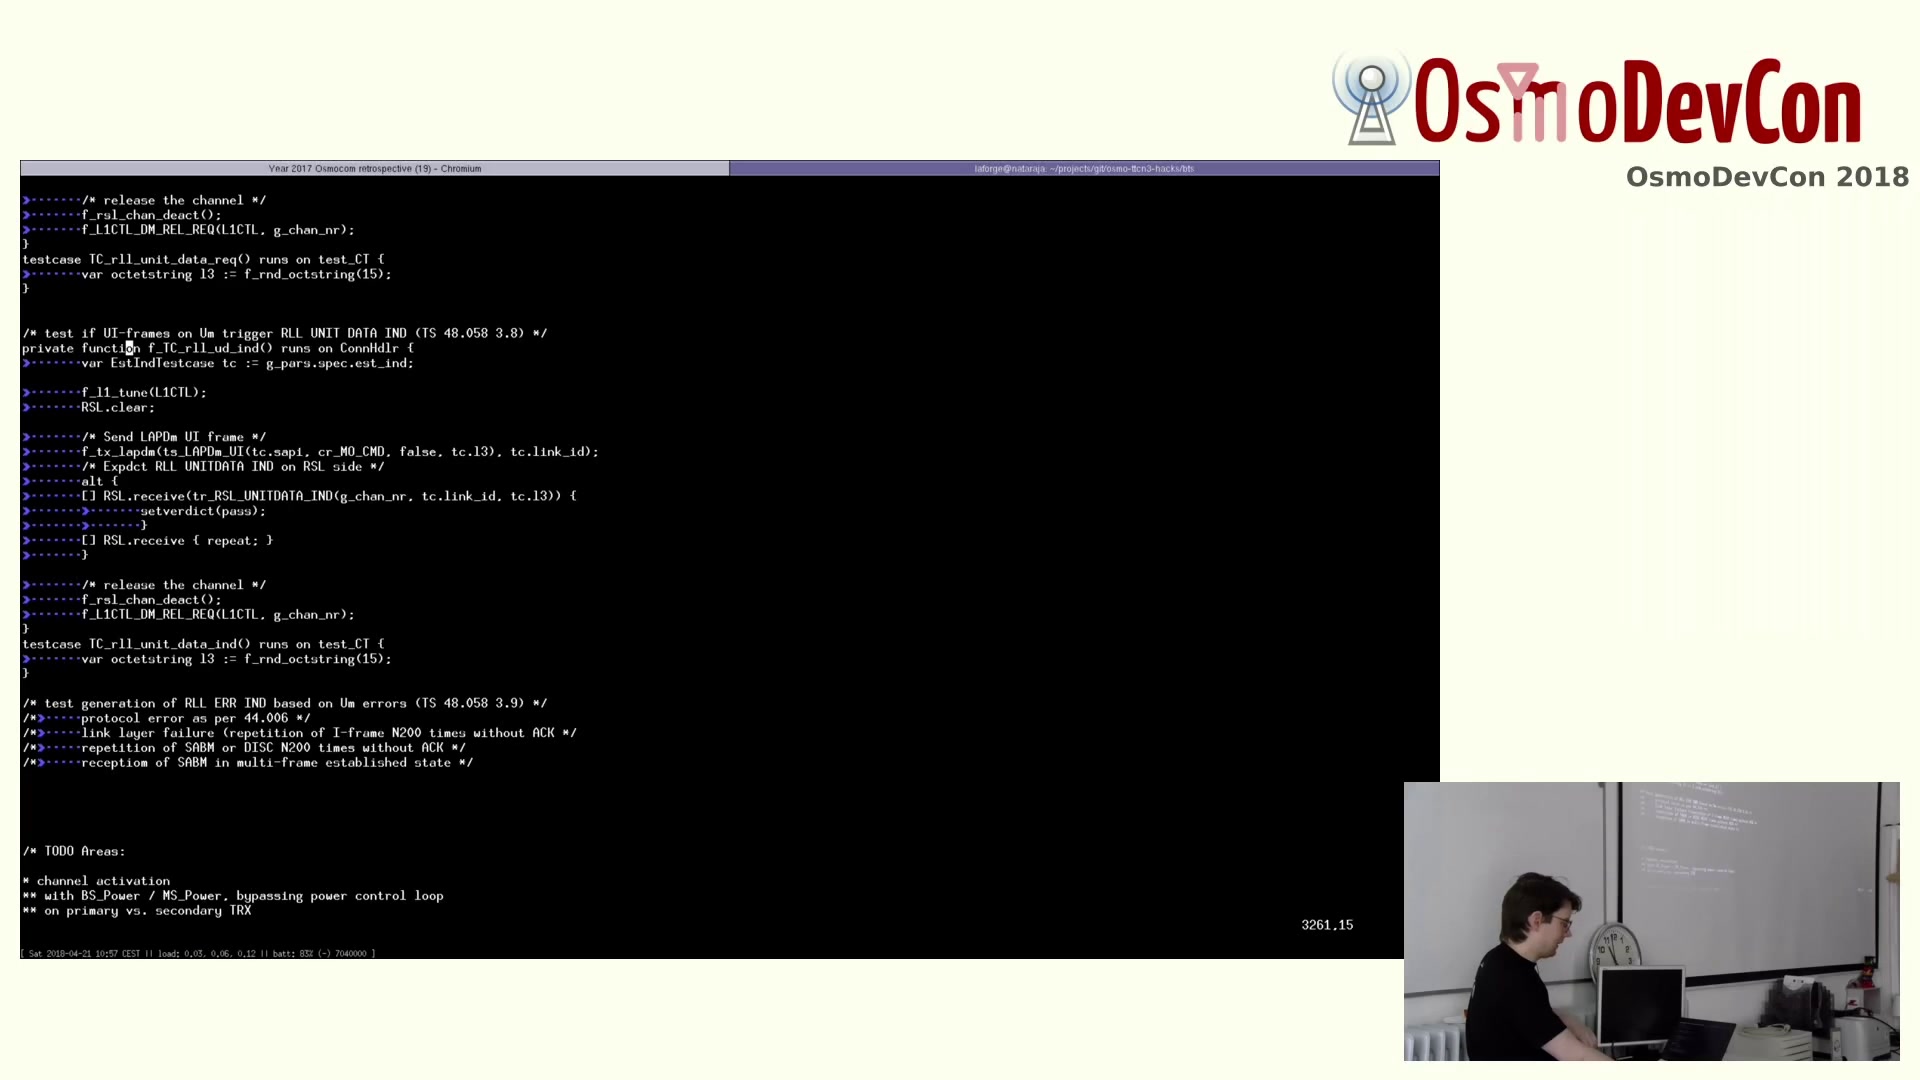 OsmoDevCon
OsmoDevCon 2018
Year 2017 Osmocom retrospective (19) - Chromium
laforge@nataraja: ~/projects/git/osmo-ttcn3-hacks/bts
/* release the channel */
f_rsl_chan_deact();
f_L1CTL_DM_REL_REQ(L1CTL, g_chan_nr);
}
testcase TC_rll_unit_data_req() runs on test_CT {
var octetstring l3 := f_rnd_octstring(15);
}
/* test if UI-frames on Um trigger RLL UNIT DATA IND (TS 48.058 3.8) */
private function f_TC_rll_ud_ind() runs on ConnHdlr {
var EstIndTestcase tc := g_pars.spec.est_ind;
f_l1_tune(L1CTL);
RSL.clear;
/* Send LAPDm UI frame */
f_tx_lapdm(ts_LAPDm_UI(tc.sapi, cr_MO_CMD, false, tc.l3), tc.link_id);
/* Expdct RLL UNITDATA IND on RSL side */
alt {
[] RSL.receive(tr_RSL_UNITDATA_IND(g_chan_nr, tc.link_id, tc.l3)) {
setverdict(pass);
}
[] RSL.receive { repeat; }
}
/* release the channel */
f_rsl_chan_deact();
f_L1CTL_DM_REL_REQ(L1CTL, g_chan_nr);
}
testcase TC_rll_unit_data_ind() runs on test_CT {
var octetstring l3 := f_rnd_octstring(15);
}
/* test generation of RLL ERR IND based on Um errors (TS 48.058 3.9) */
/* protocol error as per 44.006 */
/* link layer failure (repetition of I-frame N200 times without ACK */
/* repetition of SABM or DISC N200 times without ACK */
/* receptiom of SABM in multi-frame established state */
/* TODO Areas:
* channel activation
** with BS_Power / MS_Power, bypassing power control loop
** on primary vs. secondary TRX
3261,15
[ Sat 2018-04-21 10:57 CEST || load: 0.03, 0.06, 0.12 || batt: 83% (-) 7040000 ]